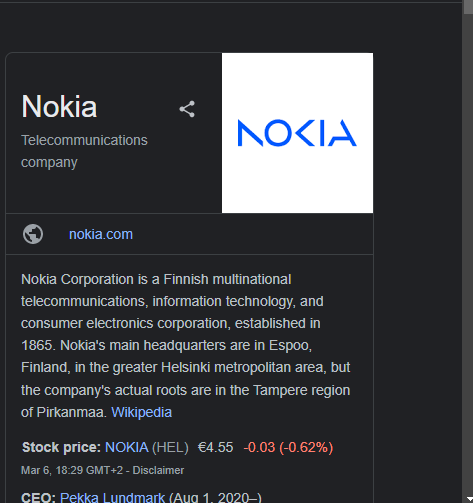 Nokia
Telecommunications
company
NOKIA
nokia.com
Nokia Corporation is a Finnish multinational
telecommunications, information technology, and
consumer electronics corporation, established in
1865. Nokia's main headquarters are in Espoo,
Finland, in the greater Helsinki metropolitan area, but
the company's actual roots are in the Tampere region
of Pirkanmaa. Wikipedia
Stock price: NOKIA (HEL) €4.55 -0.03 (-0.62%)
Mar 6, 18:29 GMT+2 - Disclaimer
CEO: Pekka Lundmark (Aug 1, 2020–)